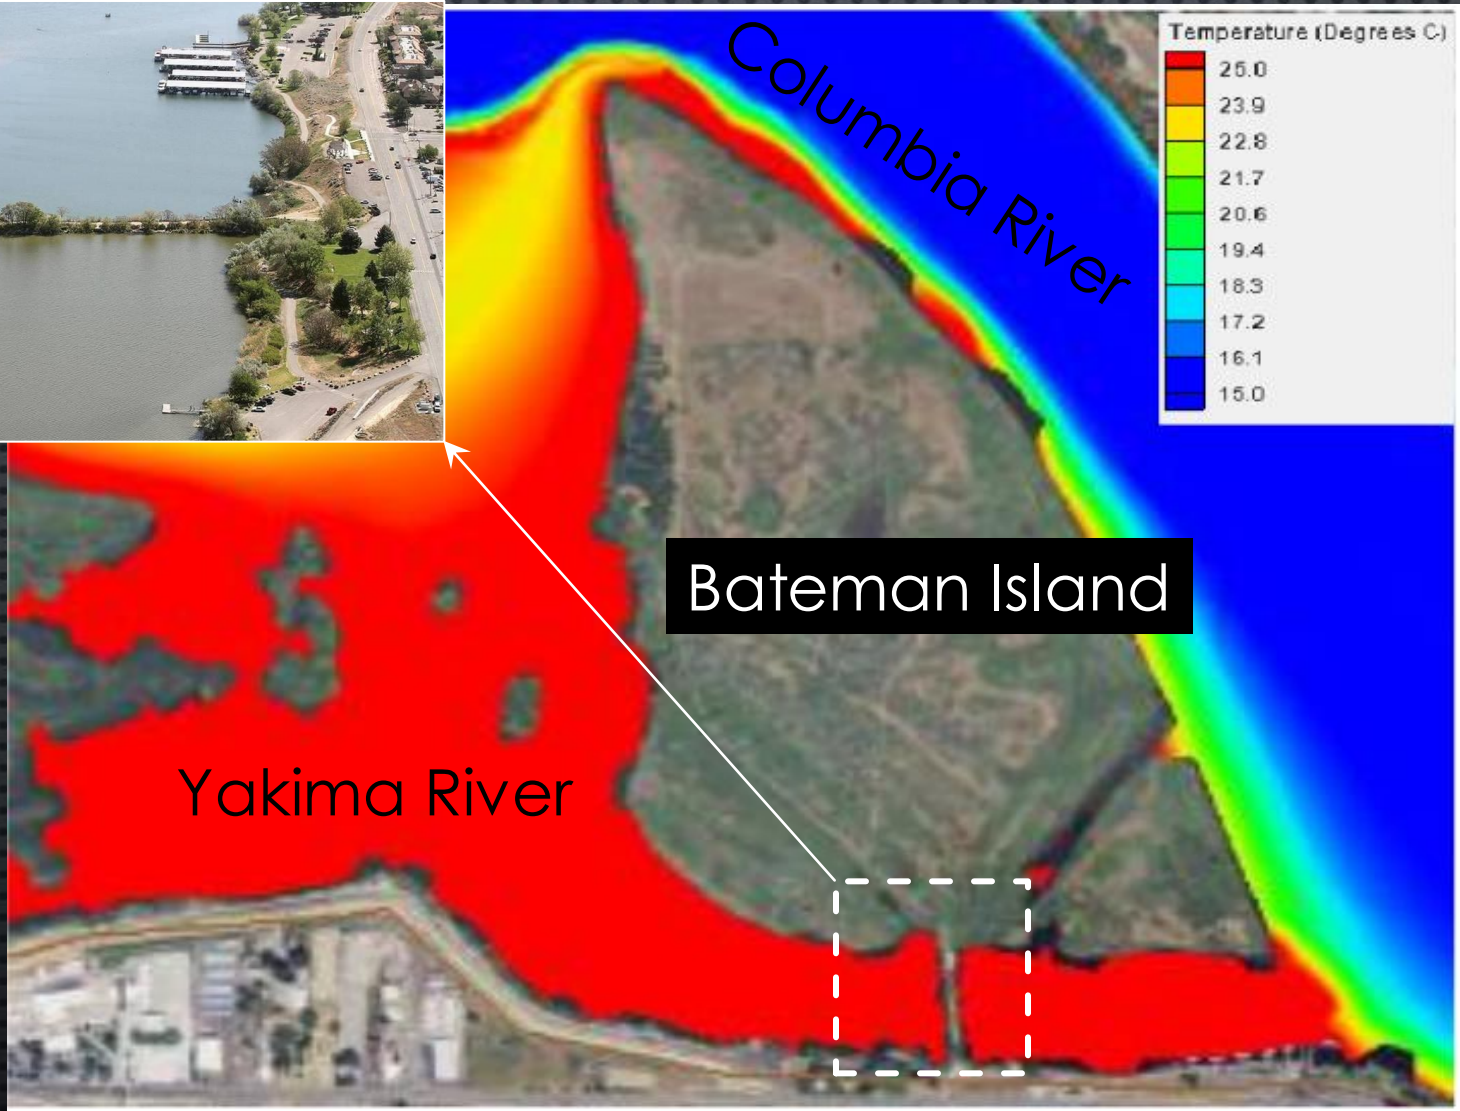 Temperature (Degrees C)
25.0
23.9
22.8
21.7
20.6
19.4
18.3
17.2
16.1
15.0
Columbia River
Bateman Island
Yakima River